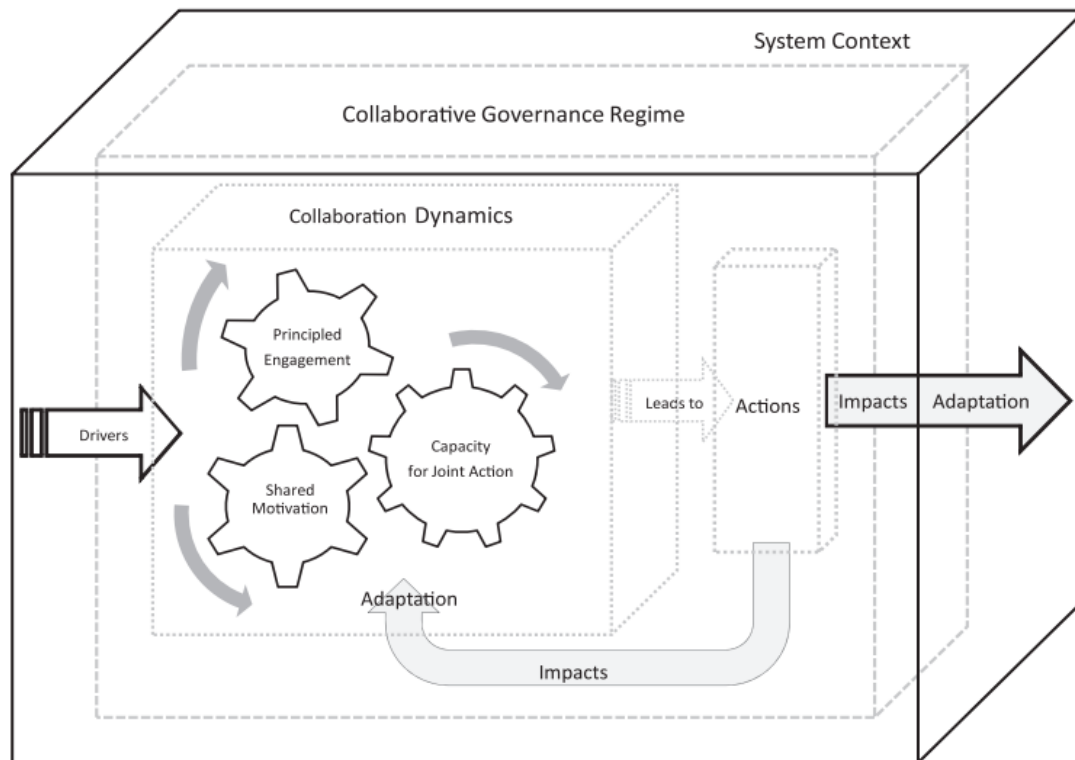 System Context
Collaborative Governance Regime
Collaboration Dynamics
Principled
Engagement
Drivers
Shared
Motivation
Capacity
for Joint Action
Leads to
Actions
Impacts
Adaptation
Adaptation
Impacts